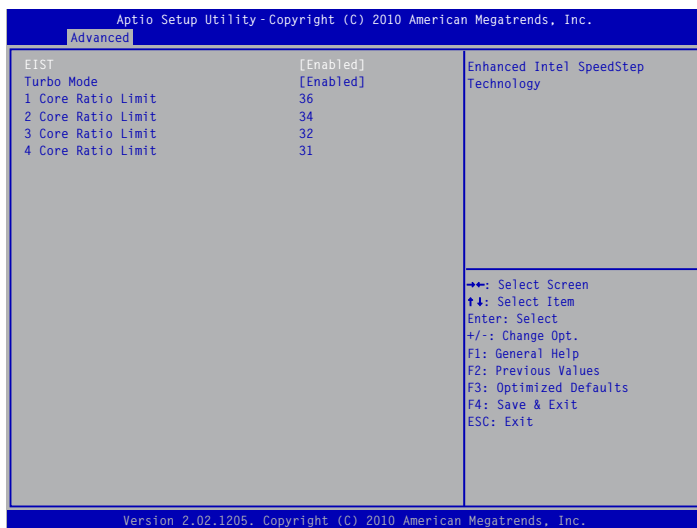 Aptio Setup Utility - Copyright (C) 2010 American Megatrends, Inc.
Advanced
EIST [Enabled]
Turbo Mode [Enabled]
1 Core Ratio Limit 36
2 Core Ratio Limit 34
3 Core Ratio Limit 32
4 Core Ratio Limit 31
Enhanced Intel SpeedStep
Technology
→←: Select Screen
↑↓: Select Item
Enter: Select
+/-: Change Opt.
F1: General Help
F2: Previous Values
F3: Optimized Defaults
F4: Save & Exit
ESC: Exit
Version 2.02.1205. Copyright (C) 2010 American Megatrends, Inc.